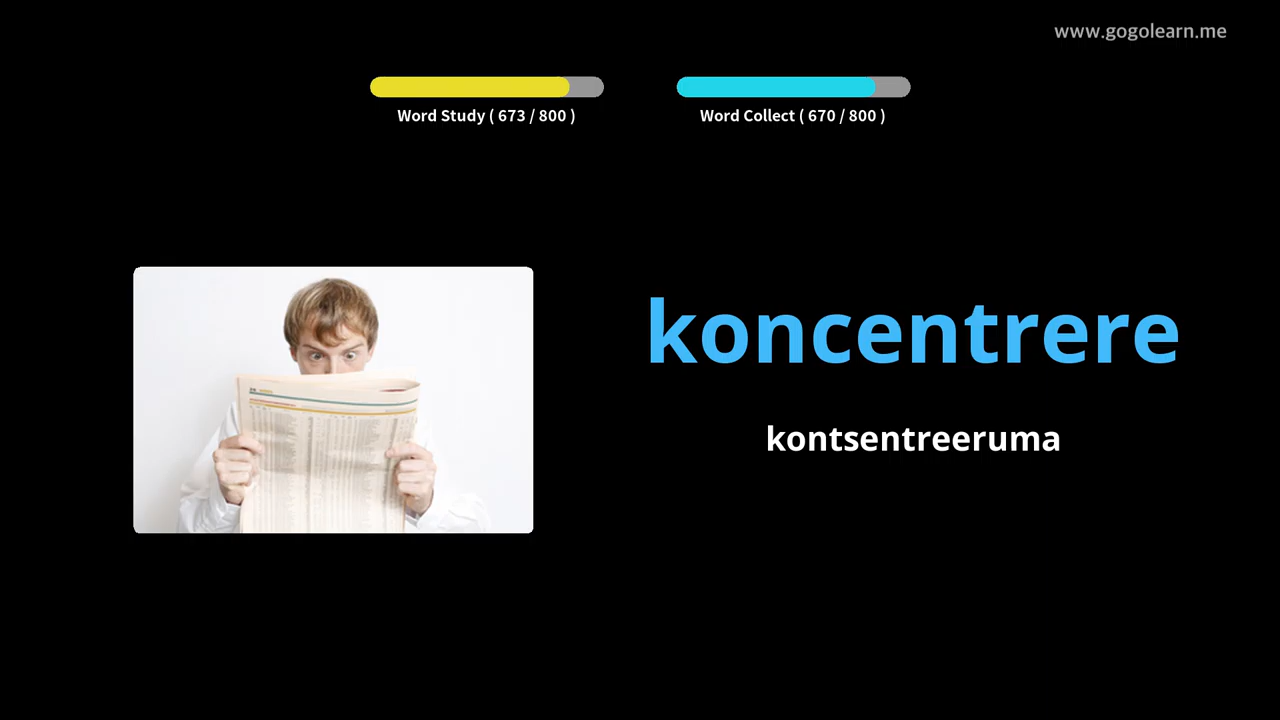 www.gogolearn.me
Word Study ( 673 / 800 )
Word Collect ( 670 / 800 )
koncentrere
kontsentreeruma